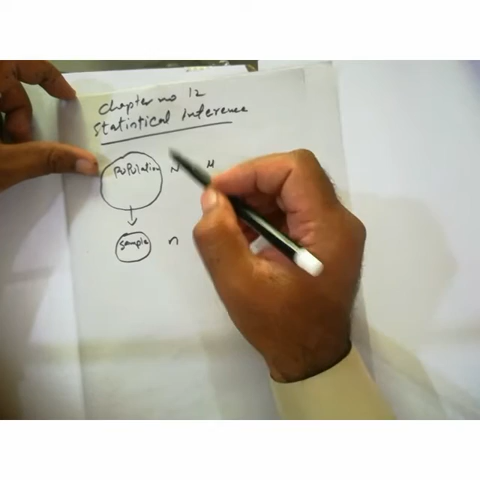 chapter no 12
statistical inference
population N μ
sample n